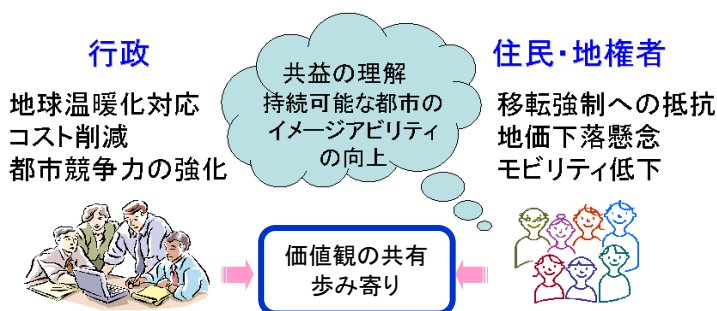 行政
地球温暖化対応
コスト削減
都市競争力の強化
共益の理解
持続可能な都市の
イメージアビリティ
の向上
住民・地権者
移転強制への抵抗
地価下落懸念
モビリティ低下
価値観の共有
歩み寄り